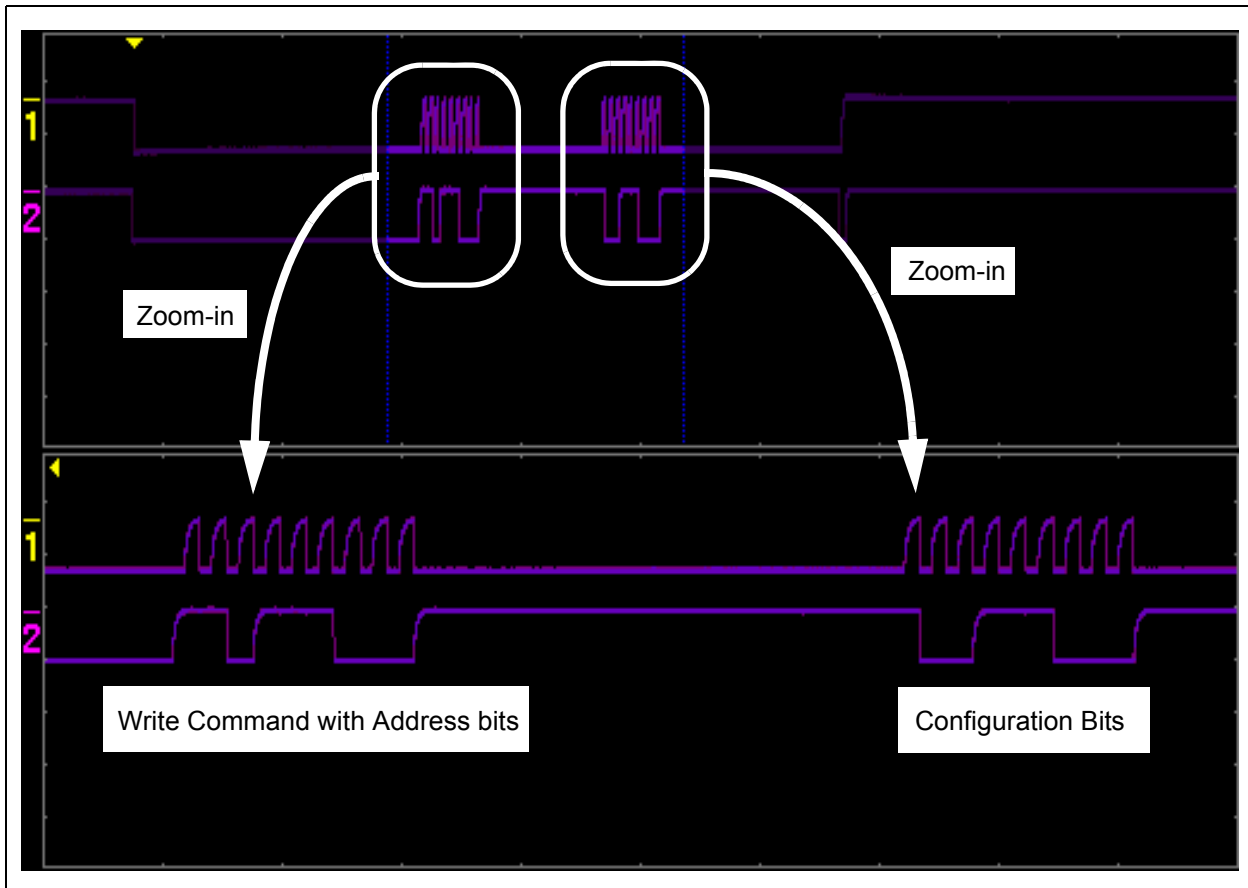 1
2
Zoom-in
Zoom-in
1
2
Write Command with Address bits
Configuration Bits